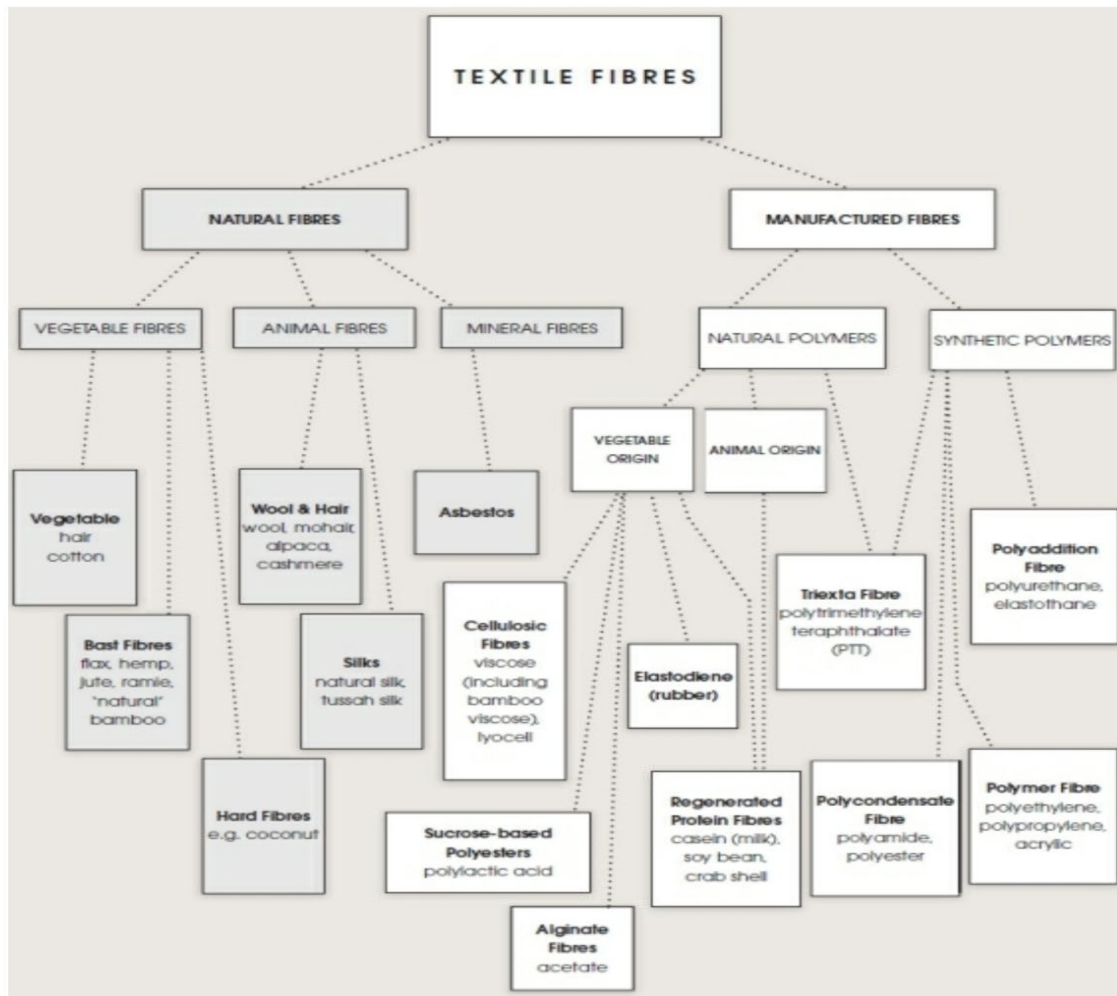 TEXTILE FIBRES
NATURAL FIBRES
MANUFACTURED FIBRES
VEGETABLE FIBRES
ANIMAL FIBRES
MINERAL FIBRES
NATURAL POLYMERS
SYNTHETIC POLYMERS
VEGETABLE
ORIGIN
ANIMAL ORIGIN
Vegetable
hair
cotton
Wool & Hair
wool, mohair,
alpaca,
cashmere
Asbestos
Bast Fibres
flax, hemp,
jute, ramie,
"natural"
bamboo
Silks
natural silk,
tussah silk
Hard Fibres
e.g. coconut
Cellulosic
Fibres
viscose
(including
bamboo
viscose),
lyocell
Elastodiene
(rubber)
Triexta Fibre
polytrimethylene
teraphthalate
(PTT)
Polyaddition
Fibre
polyurethane,
elastothane
Sucrose-based
Polyesters
polylactic acid
Regenerated
Protein Fibres
casein (milk),
soy bean,
crab shell
Polycondensate
Fibre
polyamide,
polyester
Polymer Fibre
polyethylene,
polypropylene,
acrylic
Alginate
Fibres
acetate